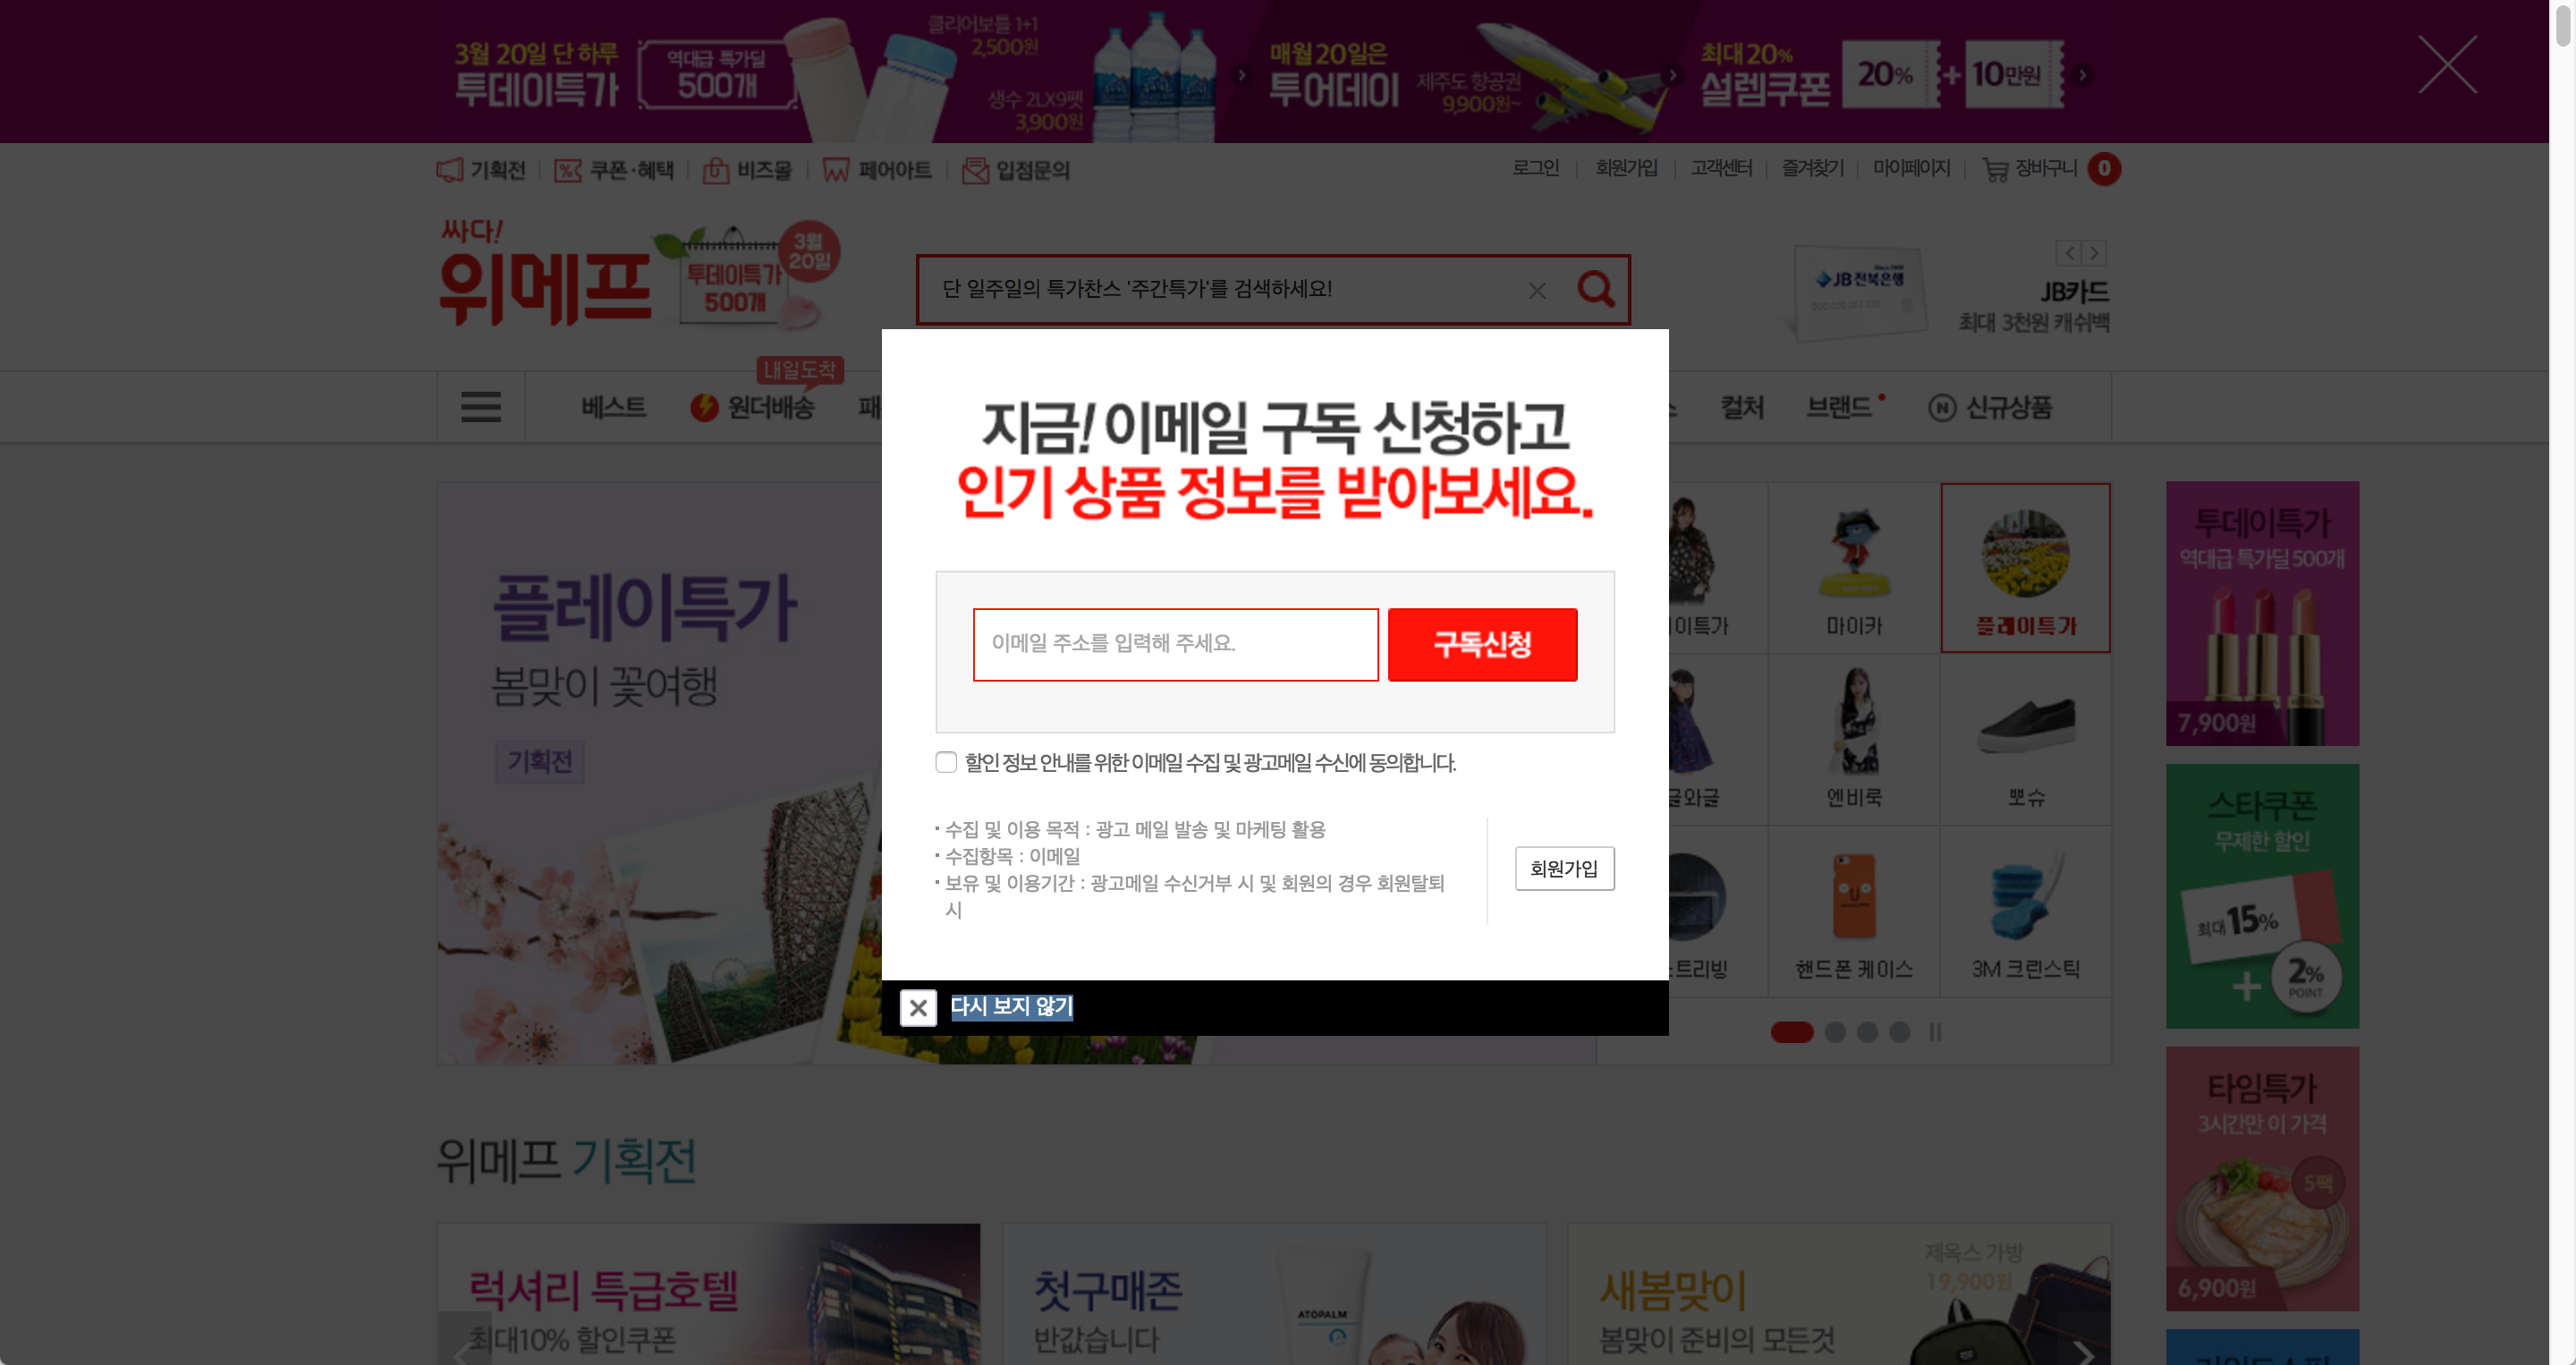 3월 20일 단 하루
투데이특가
역대급 특가딜
500개
클리어보틀 1+1
2,500원
생수 2LX9펫
3,900원
매월 20일은
투어데이
제주도 항공권
9,900원~
최대 20%
설렘쿠폰
20% + 10만원
기획전
쿠폰·혜택
비즈몰
페어아트
입점문의
로그인
회원가입
고객센터
즐겨찾기
마이페이지
장바구니
0
싸다!
위메프
투데이특가
500개
3월
20일
단 일주일의 특가찬스 '주간특가'를 검색하세요!
JB 전북은행
JB카드
최대 3천원 캐쉬백
내일도착
베스트
원더배송
컬처
브랜드
N 신규상품
지금! 이메일 구독 신청하고
인기 상품 정보를 받아보세요.
이메일 주소를 입력해 주세요.
구독신청
할인 정보 안내를 위한 이메일 수집 및 광고메일 수신에 동의합니다.
· 수집 및 이용 목적 : 광고 메일 발송 및 마케팅 활용
· 수집항목 : 이메일
· 보유 및 이용기간 : 광고메일 수신거부 시 및 회원의 경우 회원탈퇴
시
회원가입
다시 보지 않기
플레이특가
봄맞이 꽃여행
기획전
마이카
플레이특가
엔비룩
뽀슈
핸드폰 케이스
3M 크린스틱
투데이특가
역대급 특가딜 500개
7,900원
스타쿠폰
무제한 할인
최대 15%
+
2%
POINT
타임특가
3시간만 이 가격
5팩
6,900원
위메프 기획전
럭셔리 특급호텔
최대10% 할인쿠폰
첫구매존
반갑습니다
ATOPALM
새봄맞이
봄맞이 준비의 모든것
제옥스 가방
19,900원